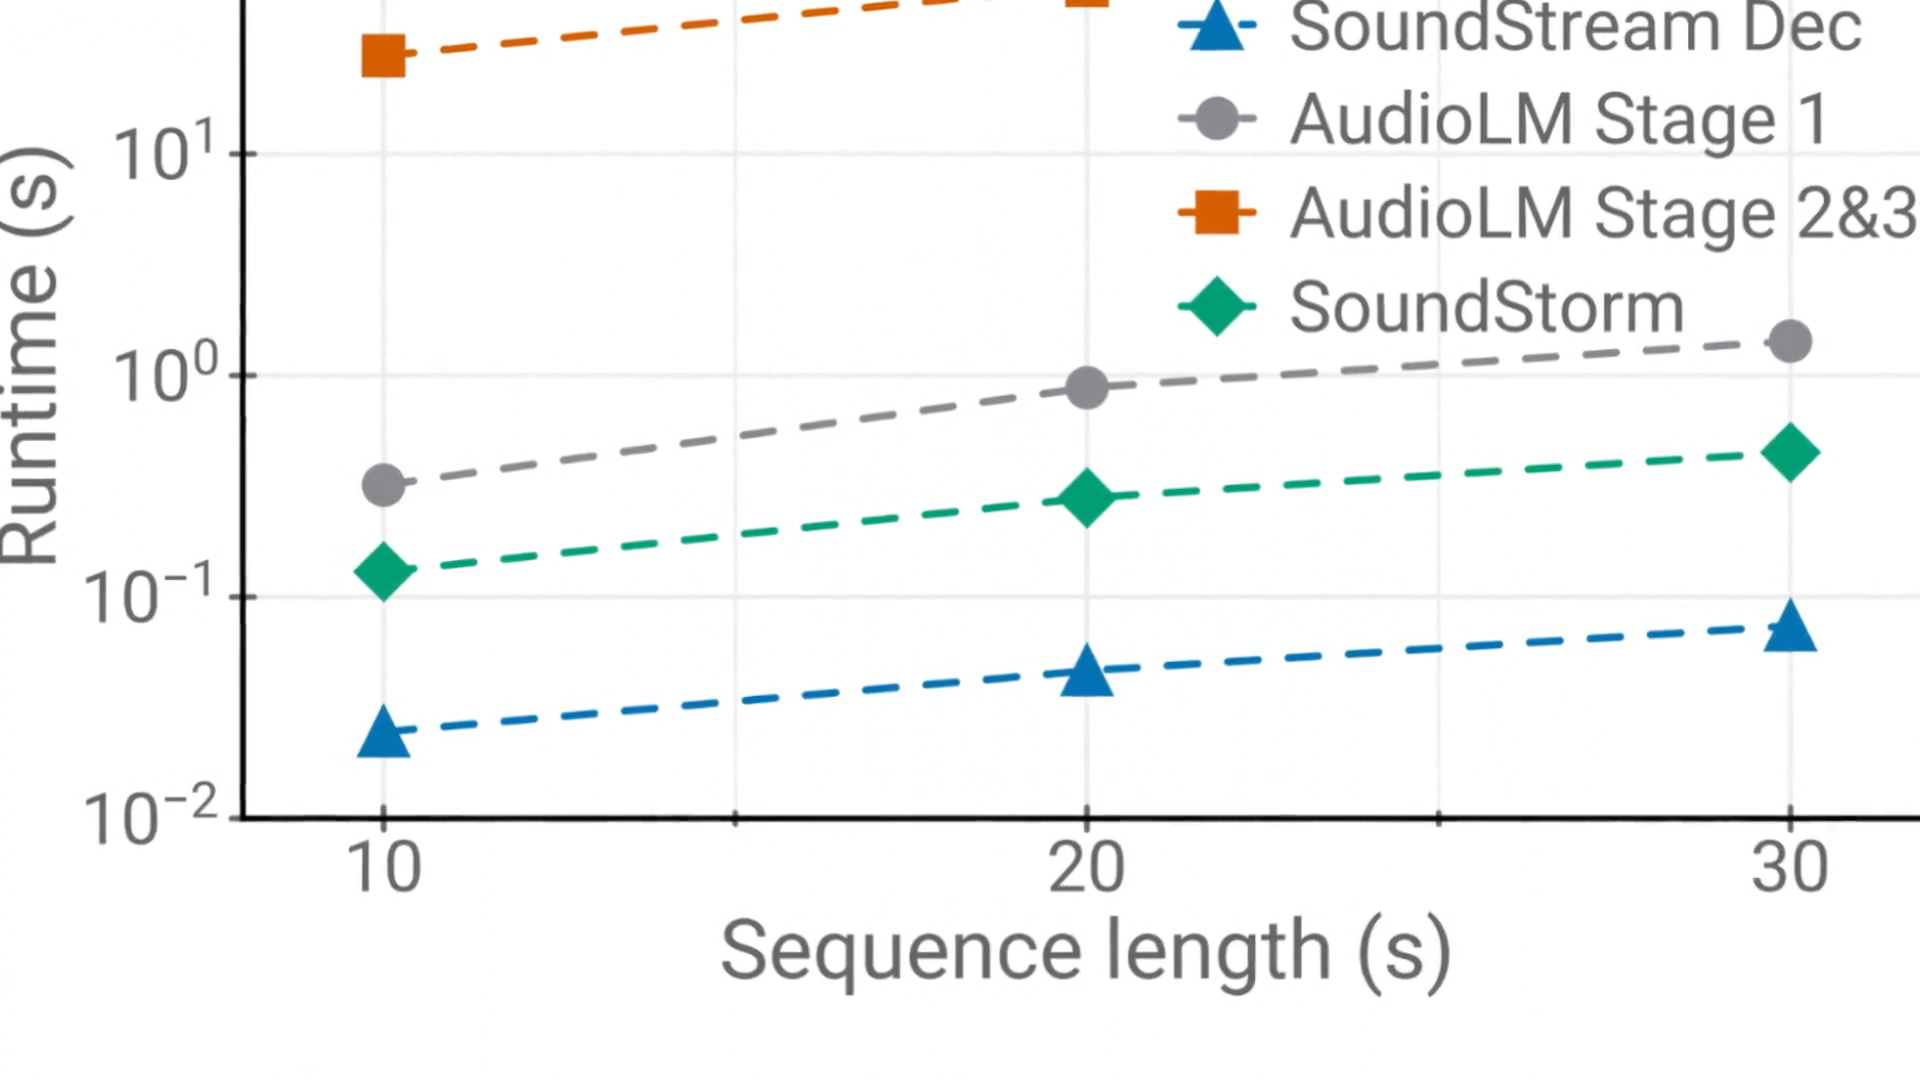 SoundStream Dec
AudioLM Stage 1
AudioLM Stage 2&3
SoundStorm
Runtime (s)
10¹
10⁰
10⁻¹
10⁻²
10 20 30
Sequence length (s)